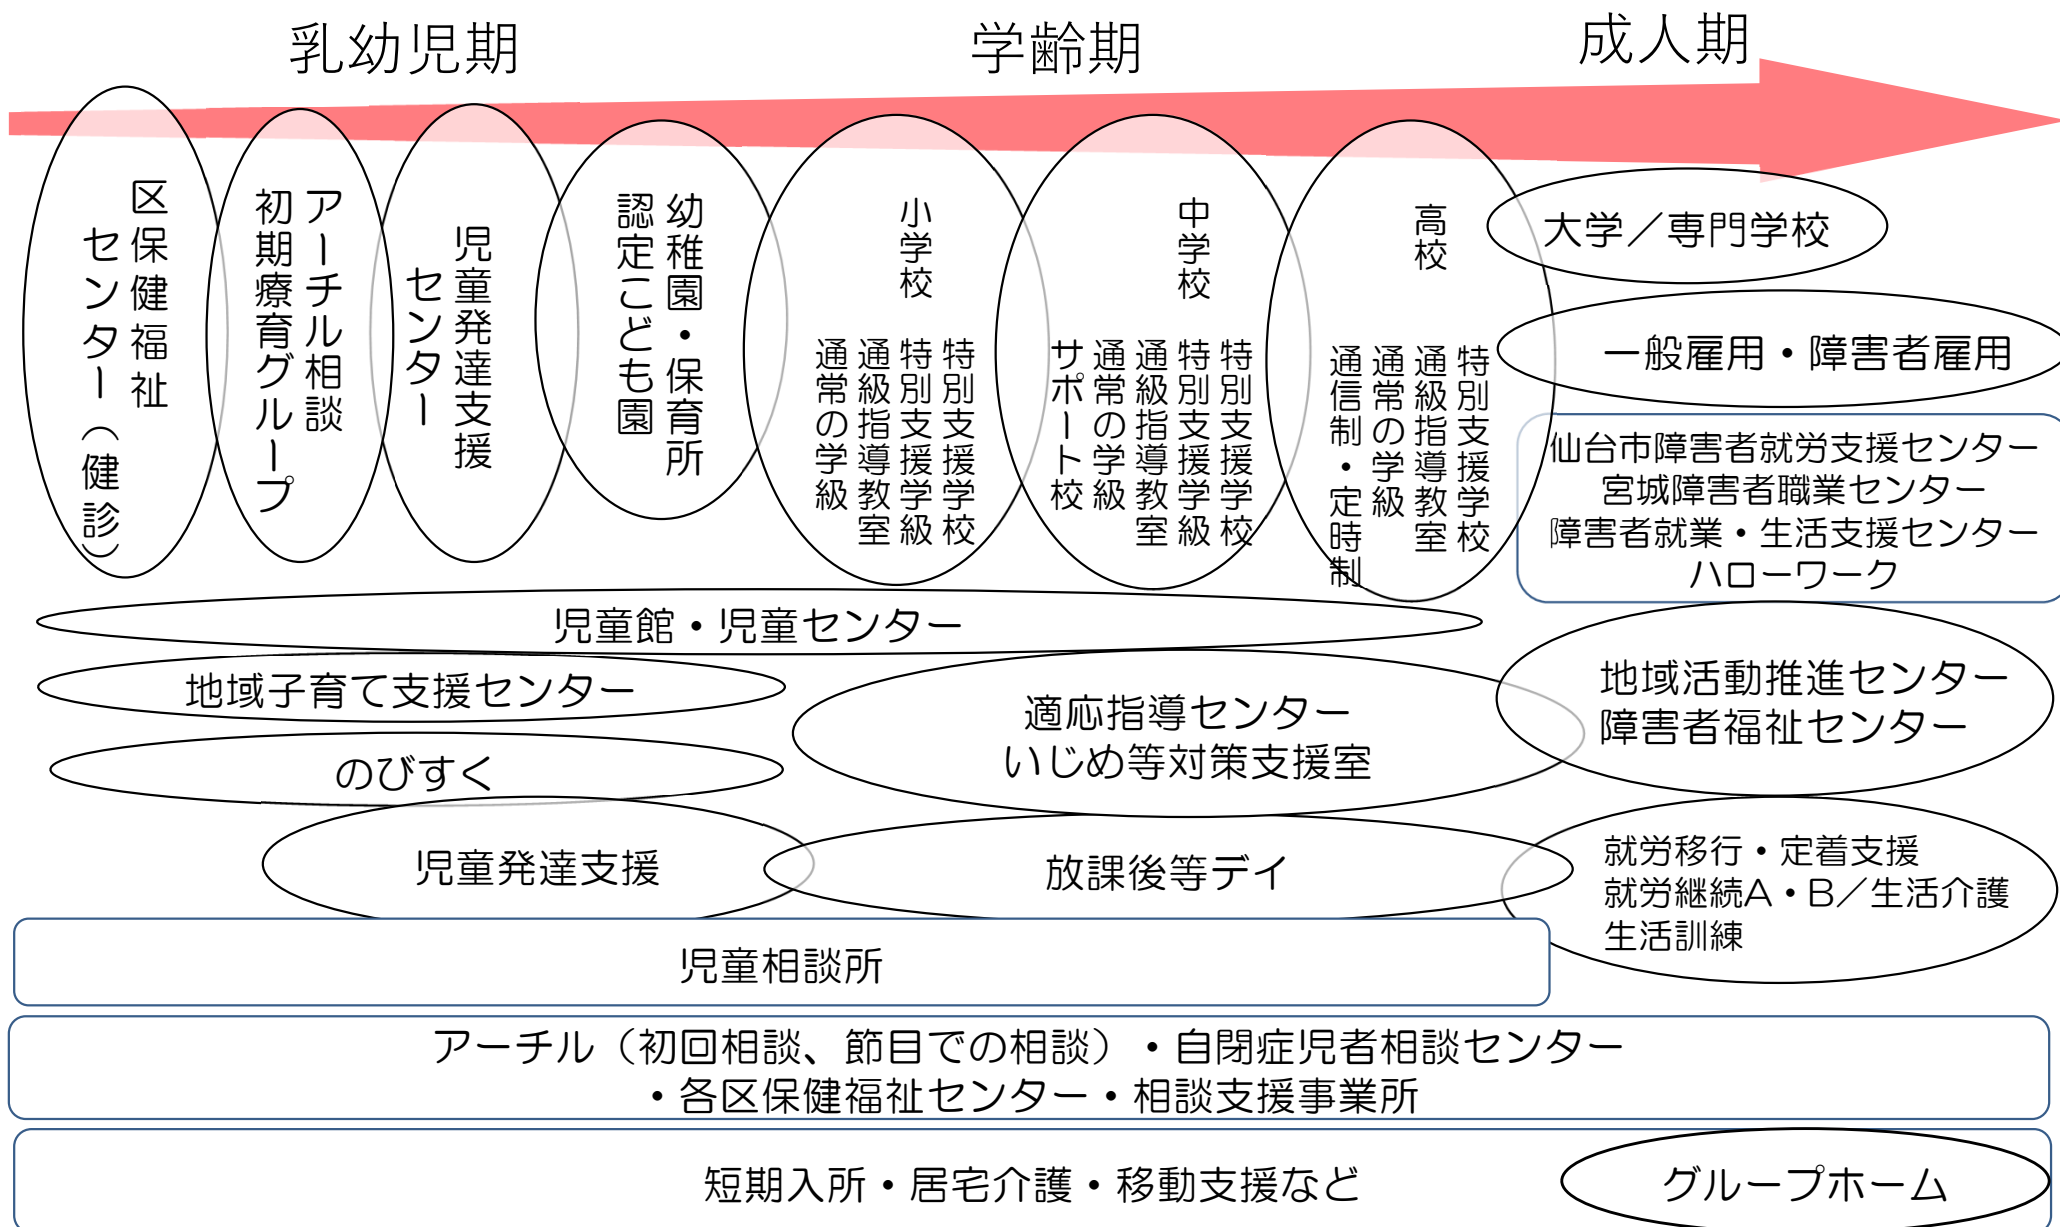 乳幼児期
学齢期
成人期
区保健福祉
センター（健診）
アーチル相談
初期療育グループ
児童発達支援
センター
幼稚園・保育所
認定こども園
小学校
特別支援学校
特別支援学級
通級指導教室
通常の学級
中学校
特別支援学校
特別支援学級
通級指導教室
通常の学級
サポート校
高校
特別支援学校
通級指導教室
通常の学級
通信制・定時制
大学／専門学校
一般雇用・障害者雇用
仙台市障害者就労支援センター
宮城障害者職業センター
障害者就業・生活支援センター
ハローワーク
児童館・児童センター
地域子育て支援センター
のびすく
適応指導センター
いじめ等対策支援室
地域活動推進センター
障害者福祉センター
児童発達支援
放課後等デイ
就労移行・定着支援
就労継続A・B／生活介護
生活訓練
児童相談所
アーチル（初回相談、節目での相談）・自閉症児者相談センター
・各区保健福祉センター・相談支援事業所
短期入所・居宅介護・移動支援など
グループホーム